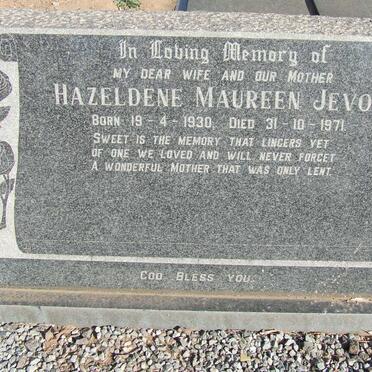 In Loving Memory of
MY DEAR WIFE AND OUR MOTHER
HAZELDENE MAUREEN JEVO
BORN 19-4-1930. DIED 31-10-1971.
SWEET IS THE MEMORY THAT LINGERS YET
OF ONE WE LOVED AND WILL NEVER FORGET
A WONDERFUL MOTHER THAT WAS ONLY LENT.
GOD BLESS YOU.